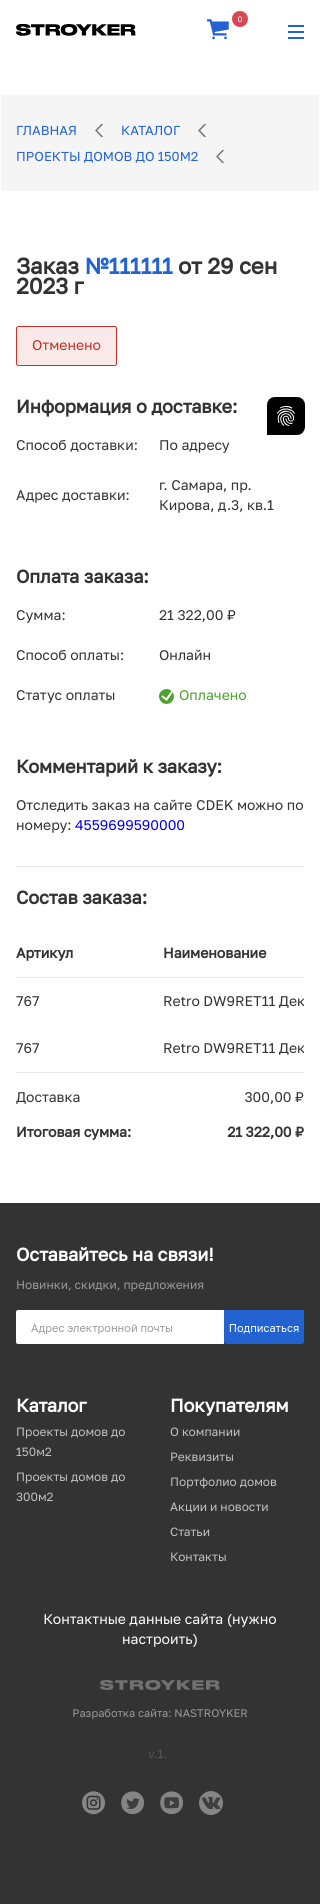 STROYKER
0
ГЛАВНАЯ
КАТАЛОГ
ПРОЕКТЫ ДОМОВ ДО 150М2
Заказ №111111 от 29 сен
2023 г
Отменено
Информация о доставке:
Способ доставки: По адресу
Адрес доставки: г. Самара, пр.
Кирова, д.3, кв.1
Оплата заказа:
Сумма: 21 322,00 ₽
Способ оплаты: Онлайн
Статус оплаты Оплачено
Комментарий к заказу:
Отследить заказ на сайте CDEK можно по
номеру: 4559699590000
Состав заказа:
Артикул Наименование
767 Retro DW9RET11 Дек
767 Retro DW9RET11 Дек
Доставка 300,00 ₽
Итоговая сумма: 21 322,00 ₽
Оставайтесь на связи!
Новинки, скидки, предложения
Адрес электронной почты Подписаться
Каталог
Проекты домов до
150м2
Проекты домов до
300м2
Покупателям
О компании
Реквизиты
Портфолио домов
Акции и новости
Статьи
Контакты
Контактные данные сайта (нужно
настроить)
STROYKER
Разработка сайта: NASTROYKER
v.1.